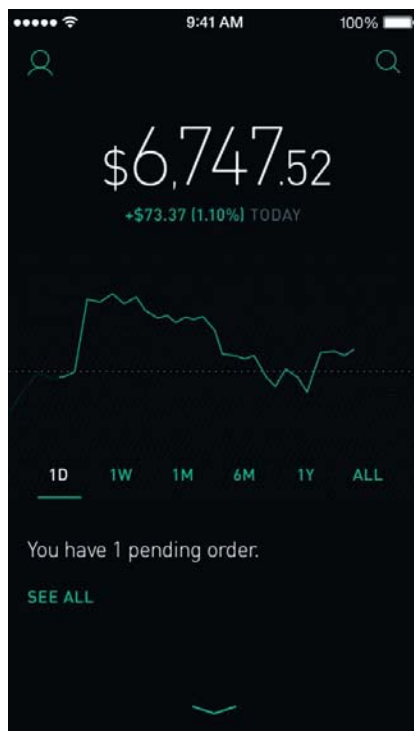 9:41 AM 100%
$6,747.52
+$73.37 (1.10%) TODAY
1D 1W 1M 6M 1Y ALL
You have 1 pending order.
SEE ALL